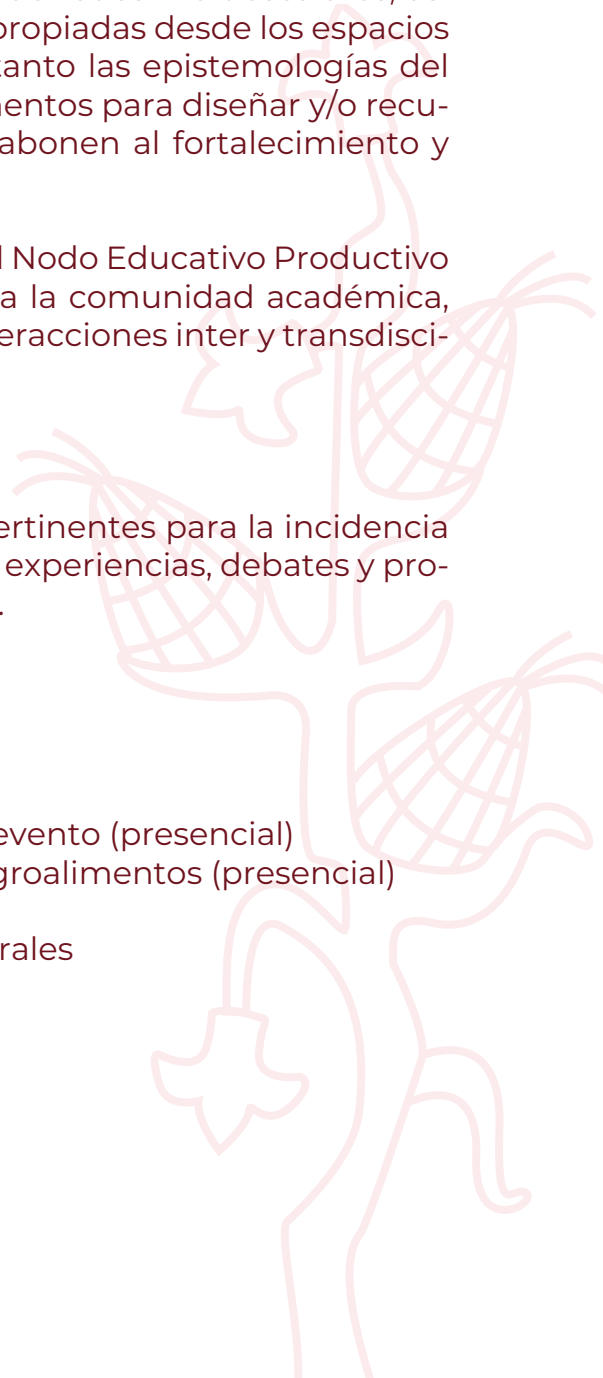 propiadas desde los espacios
tanto las epistemologías del
mentos para diseñar y/o recu-
abonen al fortalecimiento y
l Nodo Educativo Productivo
a la comunidad académica,
eracciones inter y transdisci-
ertinentes para la incidencia
experiencias, debates y pro-
.
evento (presencial)
groalimentos (presencial)
rales